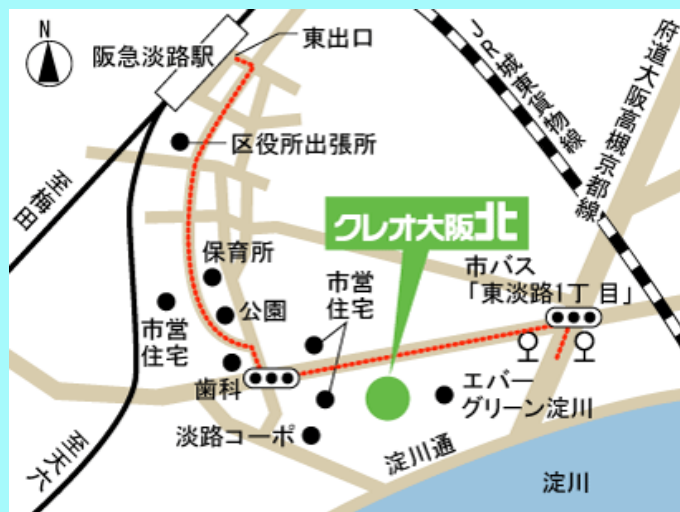 N
阪急淡路駅
東出口
JR城東貨物線
府道大阪高槻京都線
区役所出張所
至梅田
クレオ大阪北
保育所
市営
住宅
市バス
「東淡路1丁目」
公園
市営
住宅
歯科
エバー
グリーン淀川
淡路コーポ
淀川通
至天六
淀川